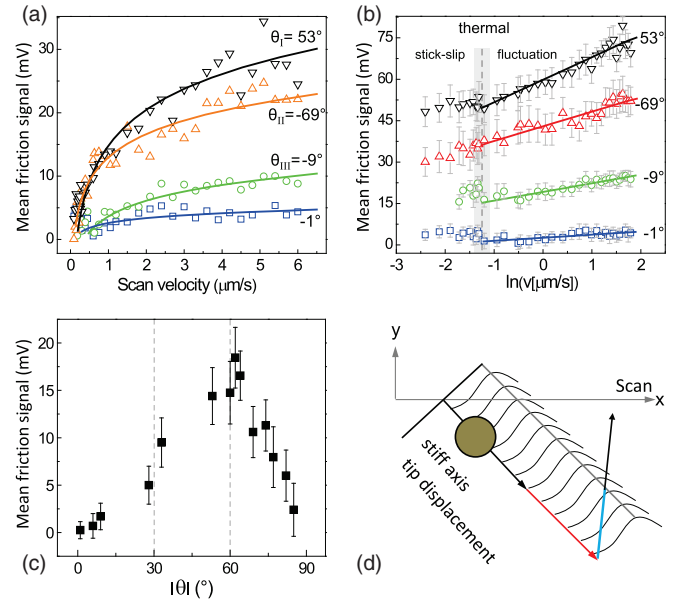 (a)
θI = 53°
θII = -69°
θIII = -9°
-1°
40
30
20
10
0
Mean friction signal (mV)
0 1 2 3 4 5 6
Scan velocity (μm/s)
(b)
thermal
stick-slip
fluctuation
53°
-69°
-9°
-1°
75
60
45
30
15
0
Mean friction signal (mV)
-3 -2 -1 0 1 2
ln(v[μm/s])
(c)
20
15
10
5
0
Mean friction signal (mV)
0 30 60 90
|θ| (°)
(d)
y
Scan
x
stiff axis
tip displacement